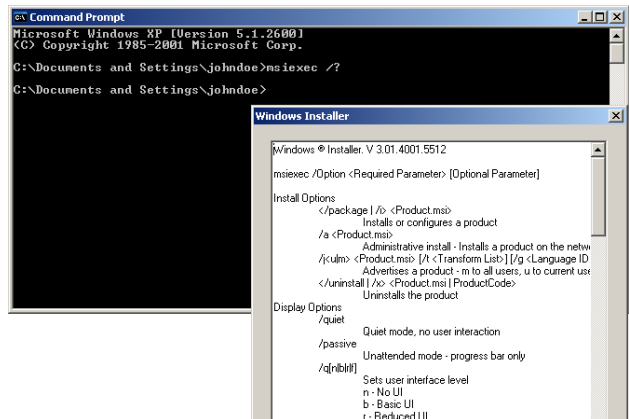 Command Prompt
Microsoft Windows XP [Version 5.1.2600]
(C) Copyright 1985-2001 Microsoft Corp.
C:\Documents and Settings\johndoe>msiexec /?
C:\Documents and Settings\johndoe>
Windows Installer
Windows ® Installer. V 3.01.4001.5512
msiexec /Option <Required Parameter> [Optional Parameter]
Install Options
</package | /i> <Product.msi>
Installs or configures a product
/a <Product.msi>
Administrative install - Installs a product on the netw
/j<u|m> <Product.msi> [/t <Transform List>] [/g <Language ID
Advertises a product - m to all users, u to current use
</uninstall | /x> <Product.msi | ProductCode>
Uninstalls the product
Display Options
/quiet
Quiet mode, no user interaction
/passive
Unattended mode - progress bar only
/q[n|b|r|f]
Sets user interface level
n - No UI
b - Basic UI
r - Reduced UI